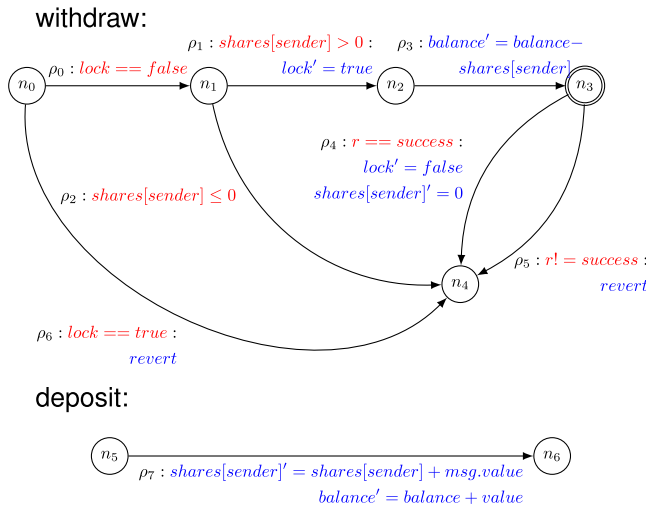 withdraw:
ρ₁ : shares[sender] > 0 :
lock′ = true
ρ₃ : balance′ = balance−
shares[sender]
ρ₀ : lock == false
n₀
n₁
n₂
n₃
ρ₄ : r == success :
lock′ = false
shares[sender]′ = 0
ρ₂ : shares[sender] ≤ 0
ρ₅ : r! = success :
revert
n₄
ρ₆ : lock == true :
revert
deposit:
n₅
n₆
ρ₇ : shares[sender]′ = shares[sender] + msg.value
balance′ = balance + value